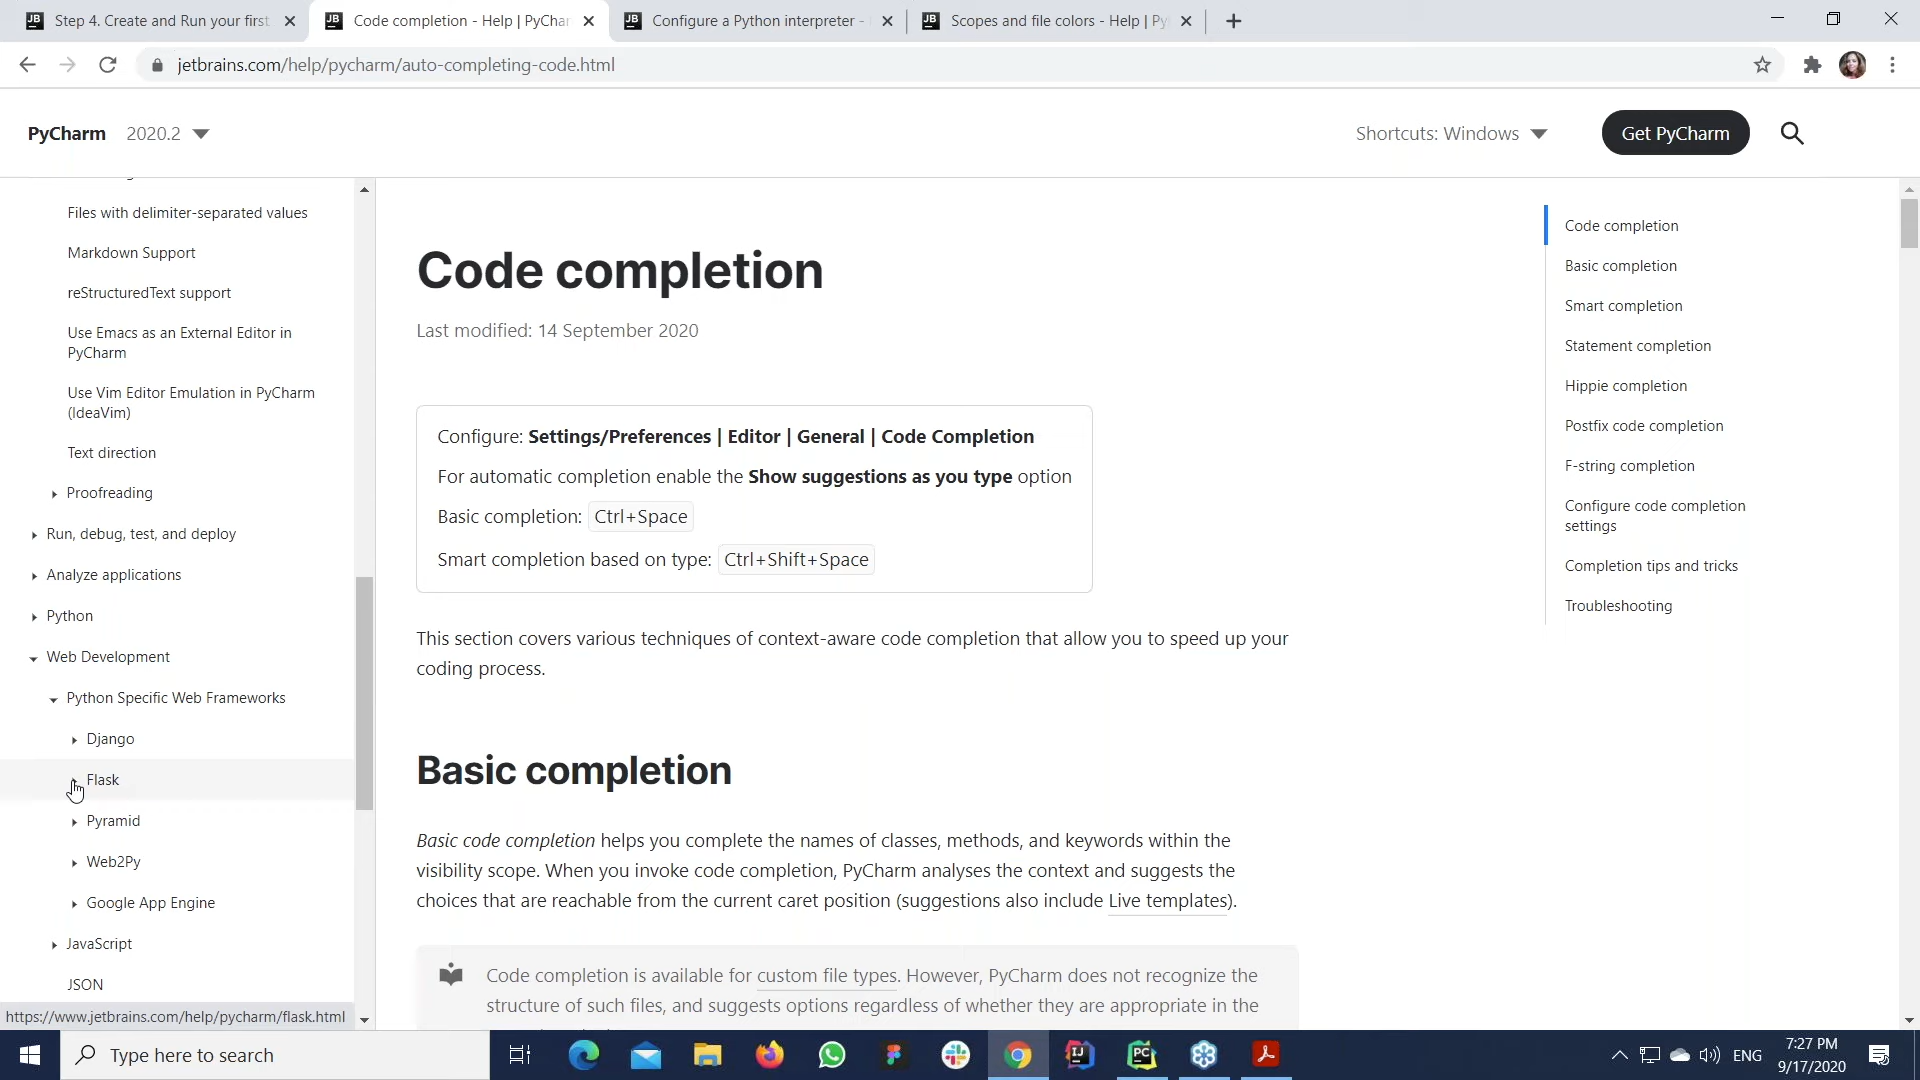 Step 4. Create and Run your first
Code completion - Help | PyChar
Configure a Python interpreter -
Scopes and file colors - Help | Py
jetbrains.com/help/pycharm/auto-completing-code.html
PyCharm 2020.2
Shortcuts: Windows
Get PyCharm
Files with delimiter-separated values
Markdown Support
reStructuredText support
Use Emacs as an External Editor in
PyCharm
Use Vim Editor Emulation in PyCharm
(IdeaVim)
Text direction
Proofreading
Run, debug, test, and deploy
Analyze applications
Python
Web Development
Python Specific Web Frameworks
Django
Flask
Pyramid
Web2Py
Google App Engine
JavaScript
JSON
https://www.jetbrains.com/help/pycharm/flask.html
Code completion
Last modified: 14 September 2020
Configure: Settings/Preferences | Editor | General | Code Completion
For automatic completion enable the Show suggestions as you type option
Basic completion: Ctrl+Space
Smart completion based on type: Ctrl+Shift+Space
This section covers various techniques of context-aware code completion that allow you to speed up your
coding process.
Basic completion
Basic code completion helps you complete the names of classes, methods, and keywords within the
visibility scope. When you invoke code completion, PyCharm analyses the context and suggests the
choices that are reachable from the current caret position (suggestions also include Live templates).
Code completion is available for custom file types. However, PyCharm does not recognize the
structure of such files, and suggests options regardless of whether they are appropriate in the
Code completion
Basic completion
Smart completion
Statement completion
Hippie completion
Postfix code completion
F-string completion
Configure code completion
settings
Completion tips and tricks
Troubleshooting
Type here to search
ENG
7:27 PM
9/17/2020